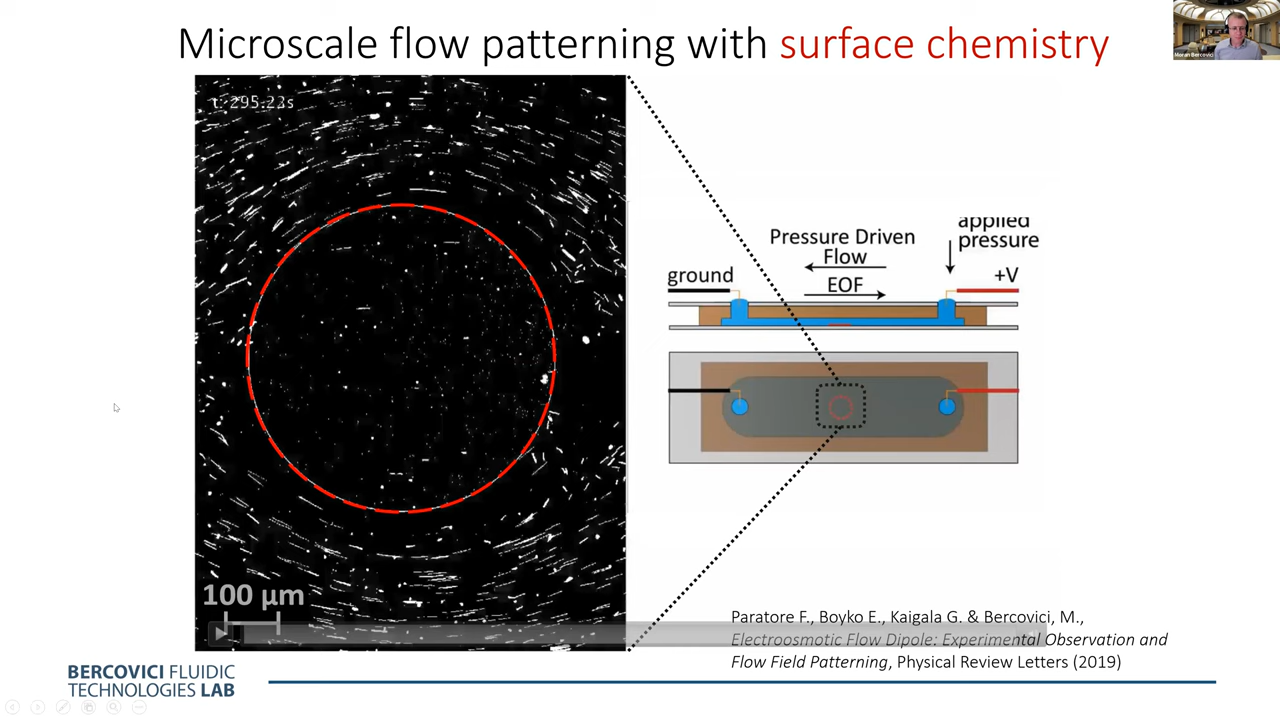 Microscale flow patterning with surface chemistry
Moran Bercovici
t: 295.23s
100 μm
applied
pressure
Pressure Driven
Flow
EOF
ground
+V
Paratore F., Boyko E., Kaigala G. & Bercovici, M.,
Electroosmotic Flow Dipole: Experimental Observation and
Flow Field Patterning, Physical Review Letters (2019)
BERCOVICI FLUIDIC
TECHNOLOGIES LAB